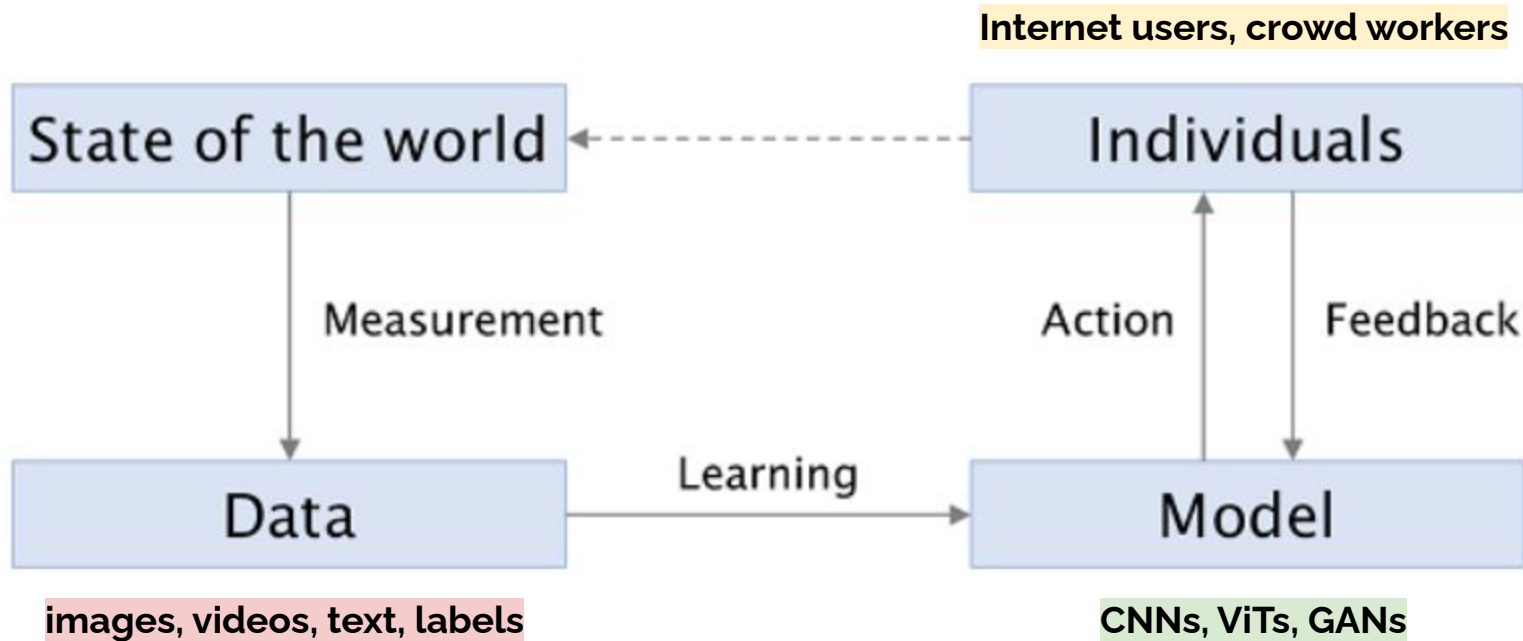 Internet users, crowd workers
State of the world
Individuals
Measurement
Action
Feedback
Learning
Data
Model
images, videos, text, labels
CNNs, ViTs, GANs